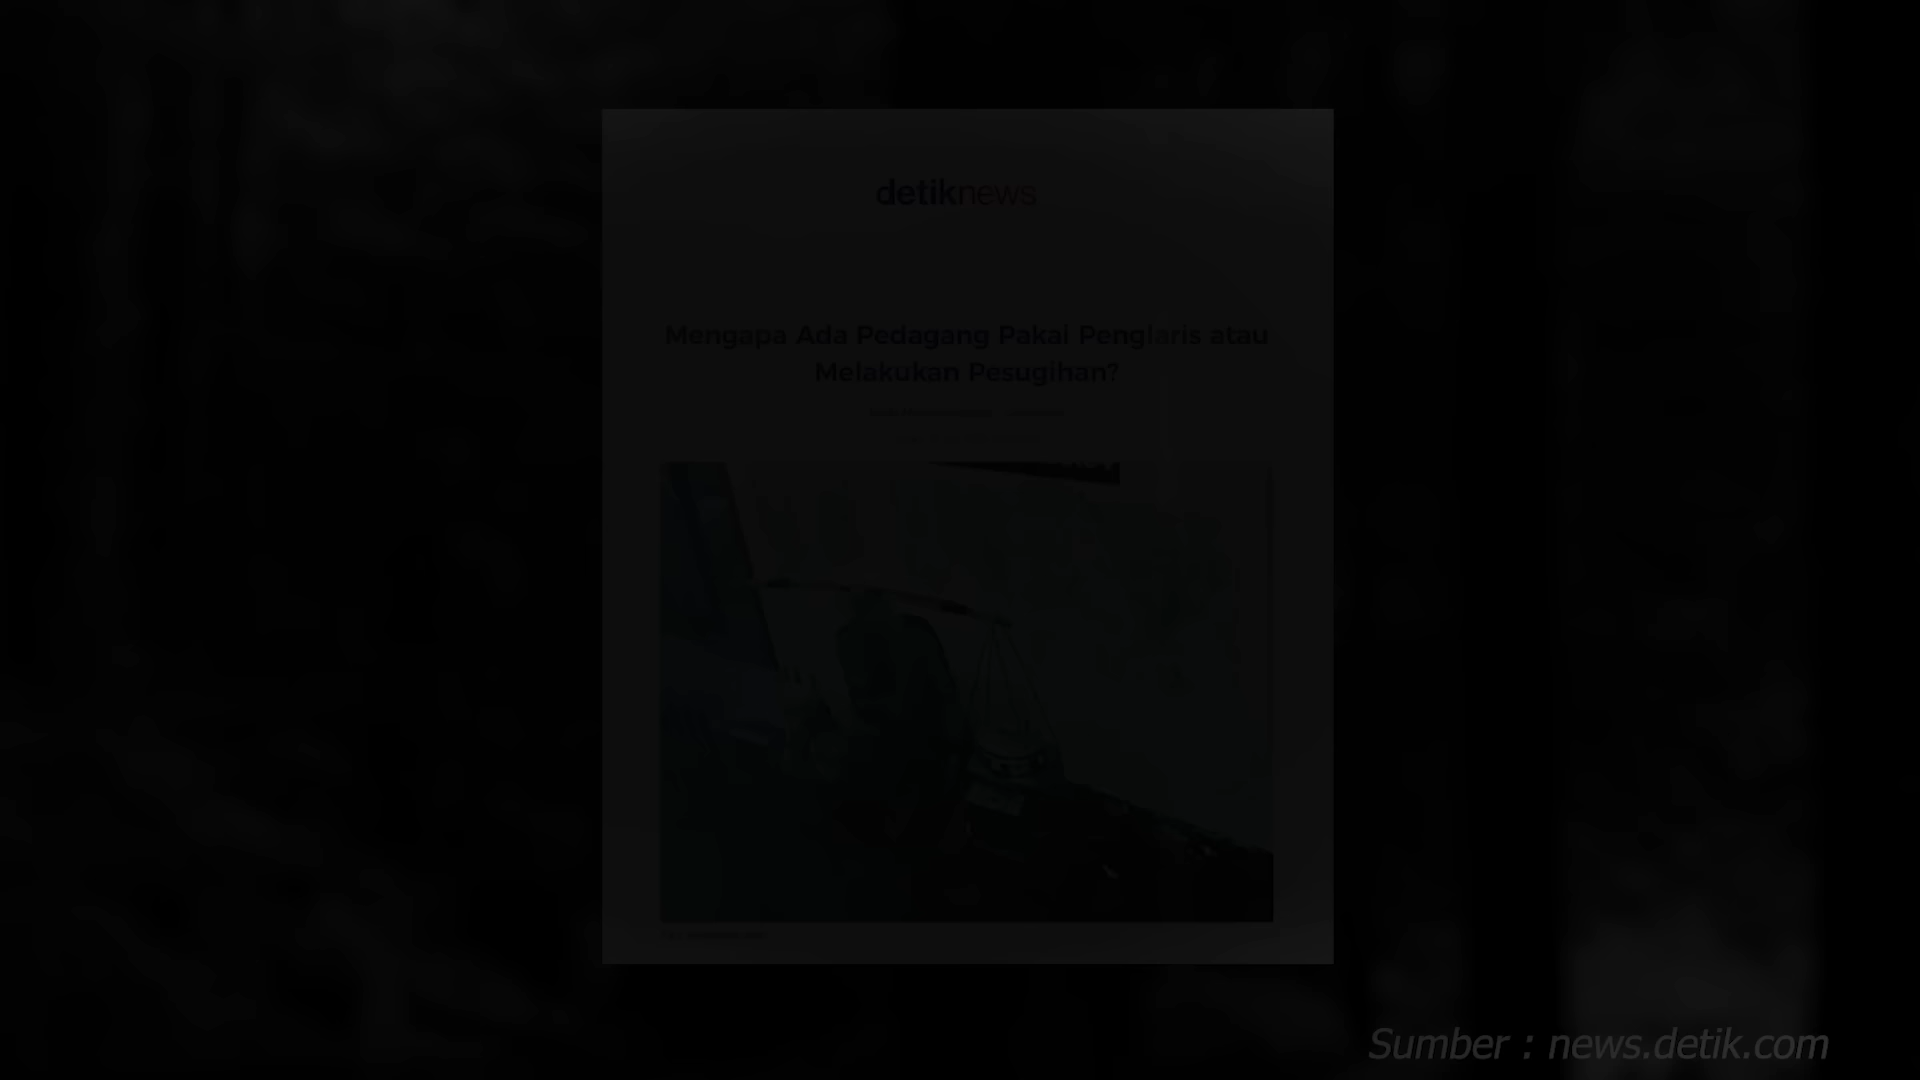 detiknews
Mengapa Ada Pedagang Pakai Penglaris atau
Melakukan Pesugihan?
Sumber : news.detik.com